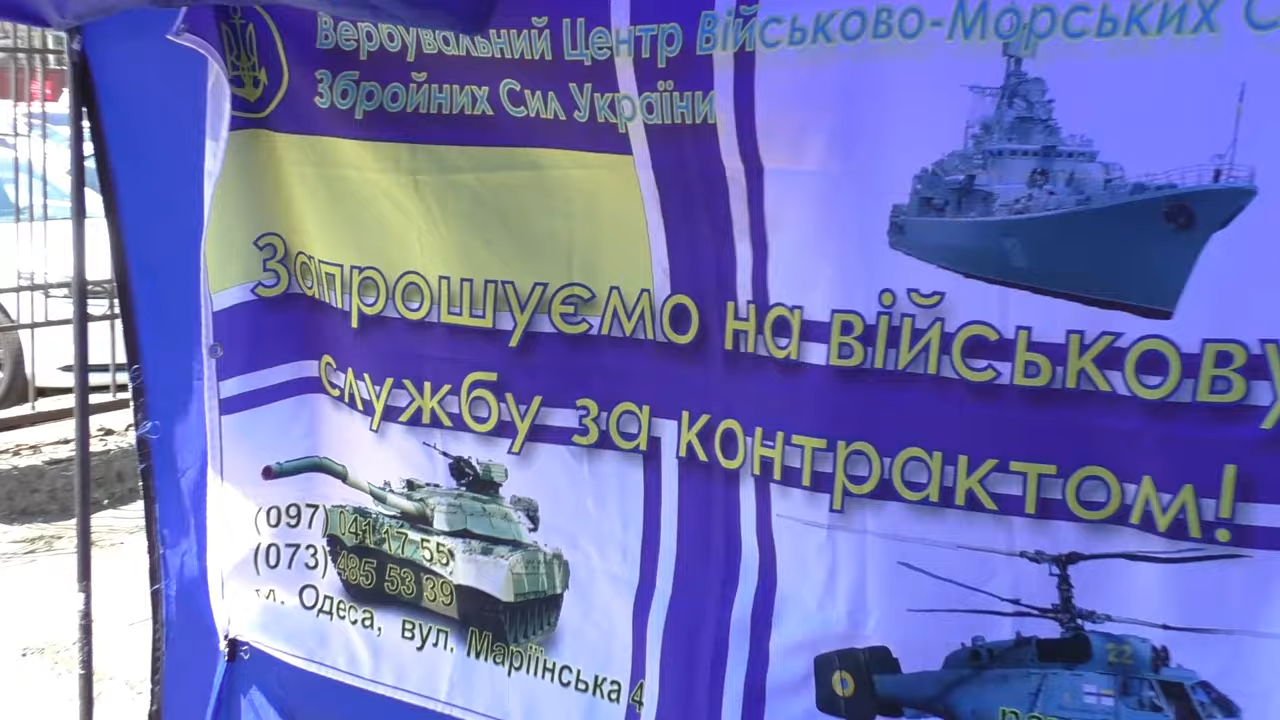 Вербувальний Центр Військово-Морських С
Збройних Сил України
Запрошуємо на військову
службу за контрактом!
(097) 041 17 55
(073) 485 53 39
м. Одеса, вул. Маріїнська 4
22